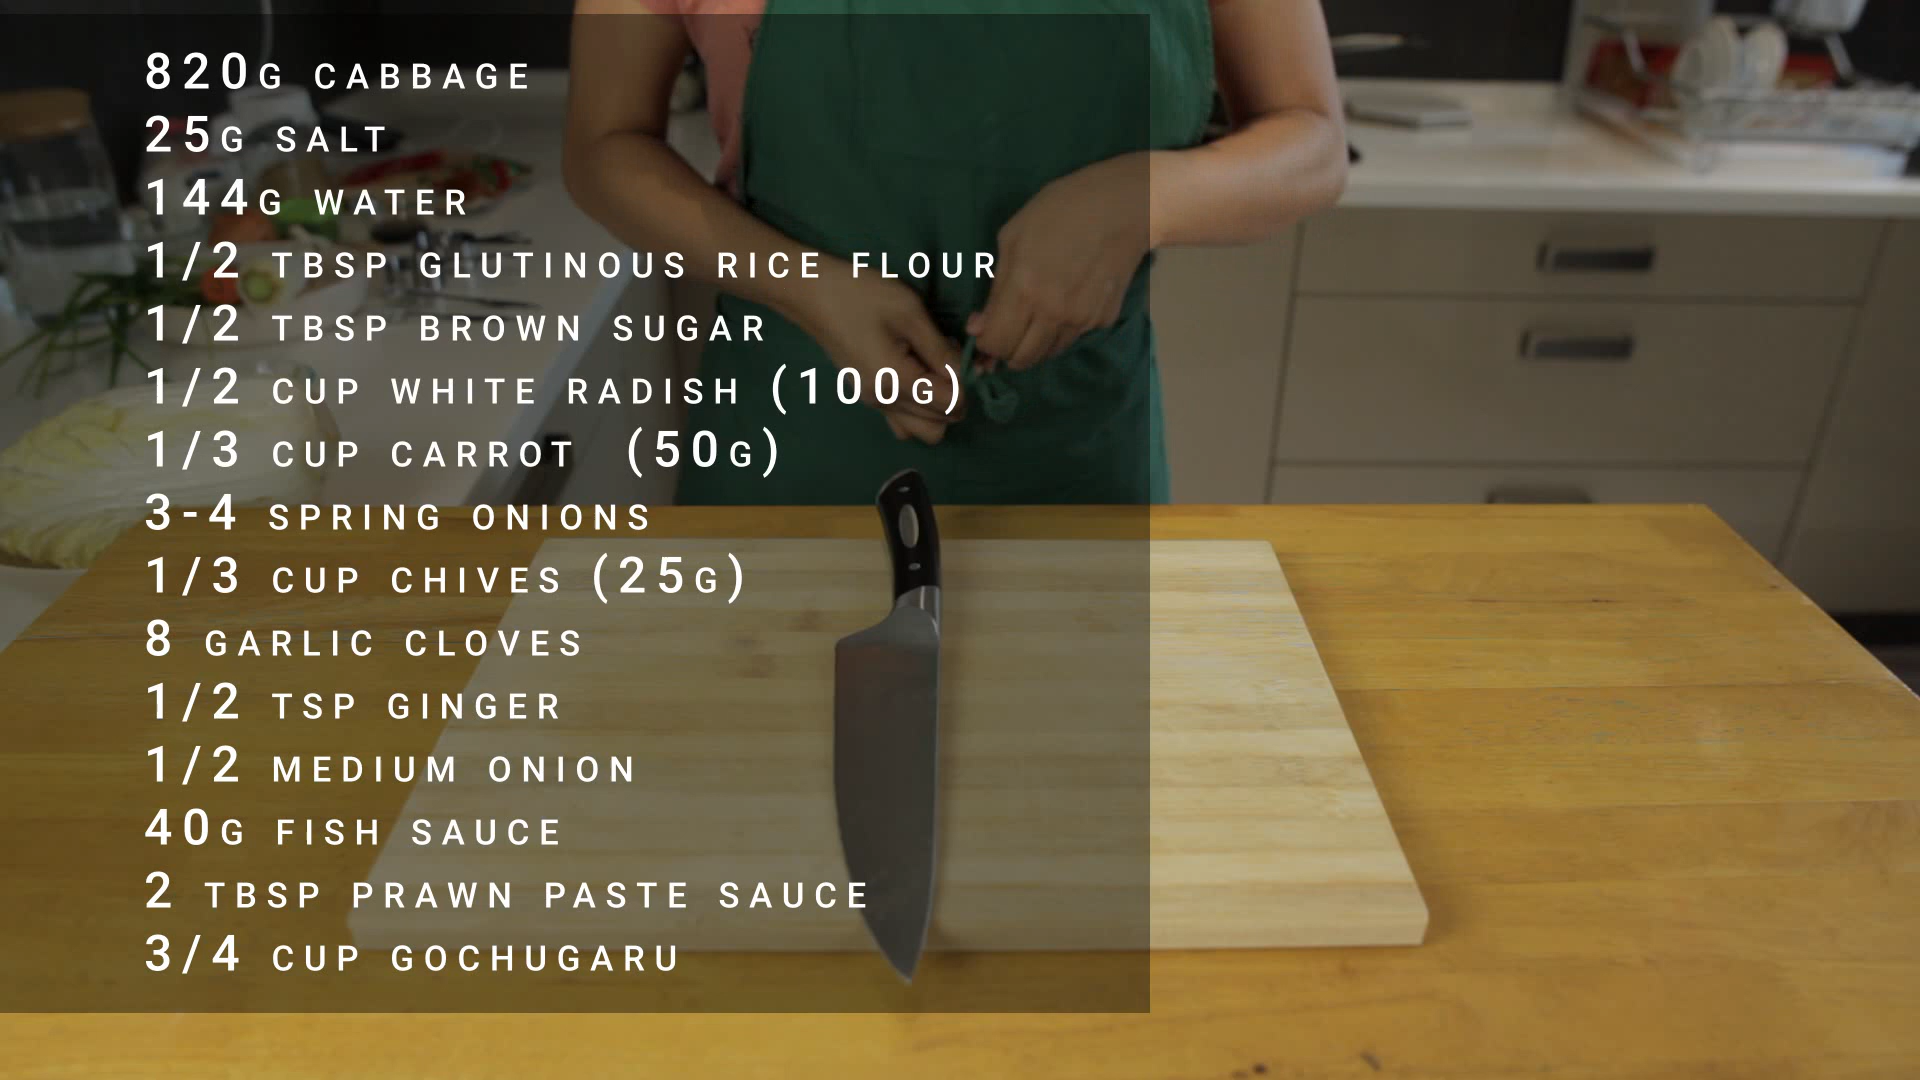 820G CABBAGE
25G SALT
144G WATER
1/2 TBSP GLUTINOUS RICE FLOUR
1/2 TBSP BROWN SUGAR
1/2 CUP WHITE RADISH (100G)
1/3 CUP CARROT (50G)
3-4 SPRING ONIONS
1/3 CUP CHIVES (25G)
8 GARLIC CLOVES
1/2 TSP GINGER
1/2 MEDIUM ONION
40G FISH SAUCE
2 TBSP PRAWN PASTE SAUCE
3/4 CUP GOCHUGARU